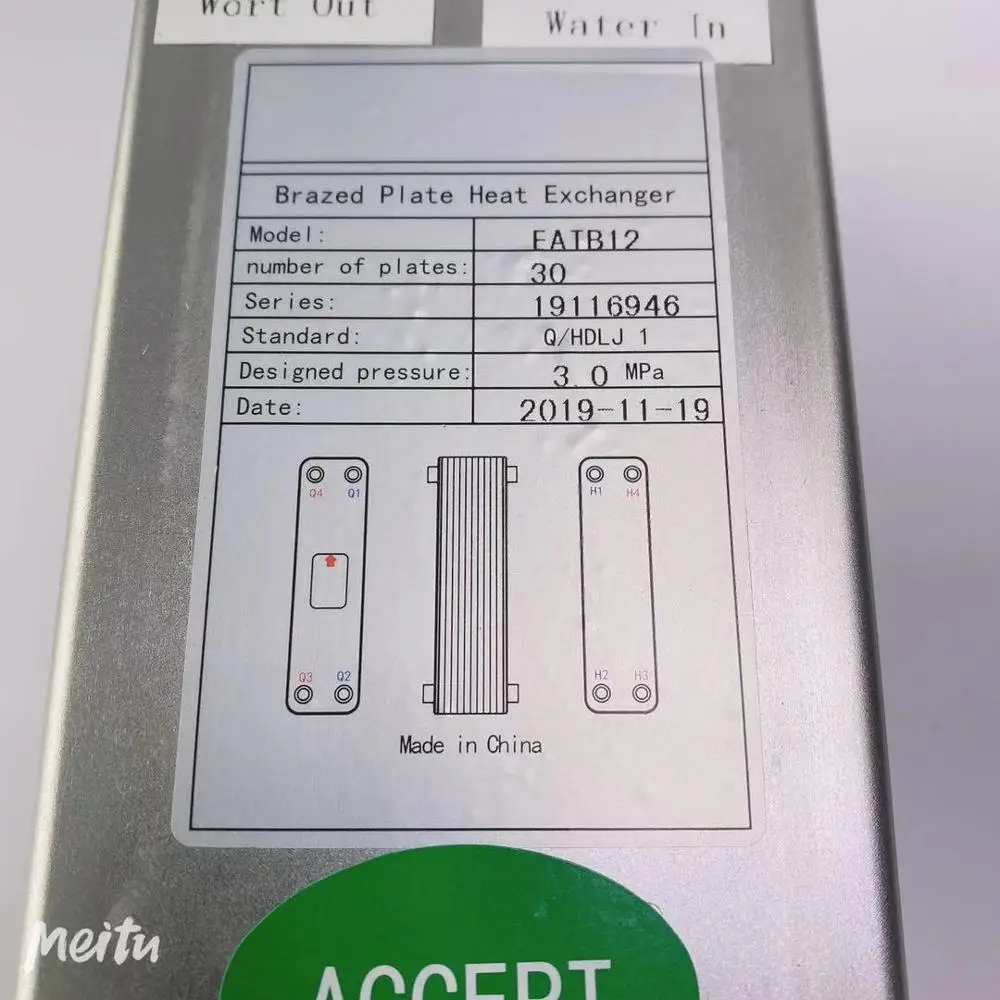 Wort Out
Water In
Brazed Plate Heat Exchanger
Model: EATB12
number of plates: 30
Series: 19116946
Standard: Q/HDLJ 1
Designed pressure: 3.0 MPa
Date: 2019-11-19
Q4 Q1 H1 H4
Q3 Q2 H2 H3
Made in China
ACCEPT
Meitu